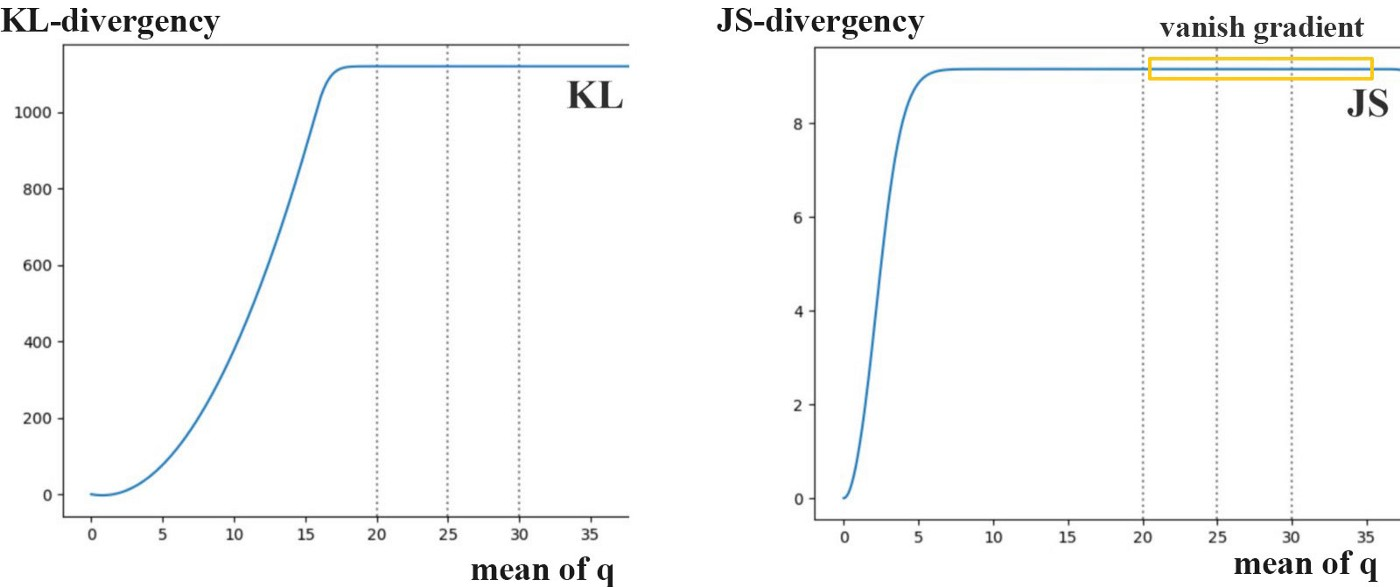 KL-divergency
KL
1000
800
600
400
200
0
0 5 10 15 20 25 30 35
mean of q
JS-divergency
vanish gradient
JS
8
6
4
2
0
0 5 10 15 20 25 30 35
mean of q